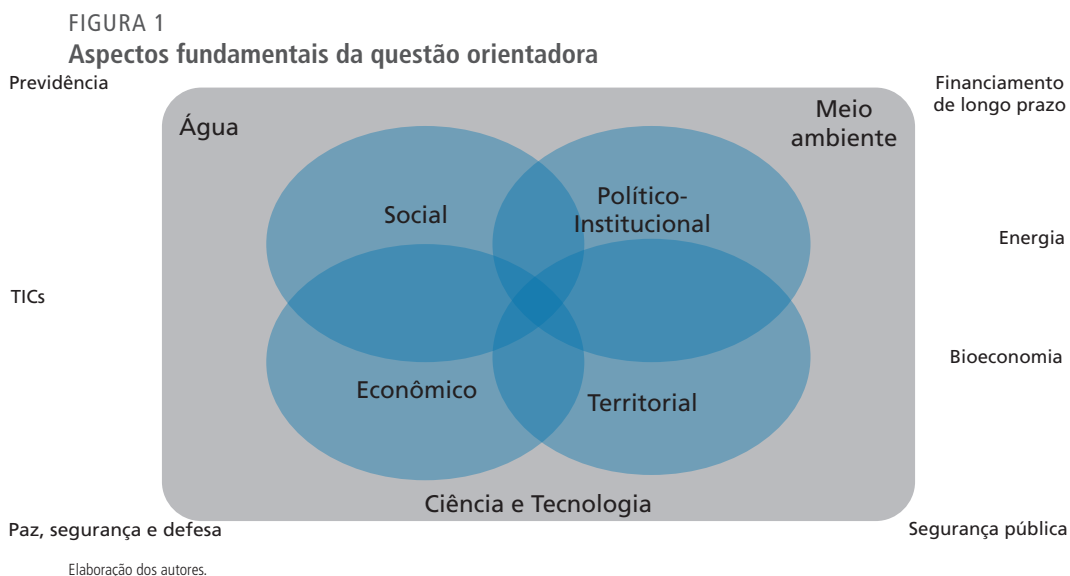 FIGURA 1
Aspectos fundamentais da questão orientadora
Previdência
Financiamento
de longo prazo
Água
Meio
ambiente
Social
Político-
Institucional
Energia
TICs
Bioeconomia
Econômico
Territorial
Ciência e Tecnologia
Paz, segurança e defesa
Segurança pública
Elaboração dos autores.